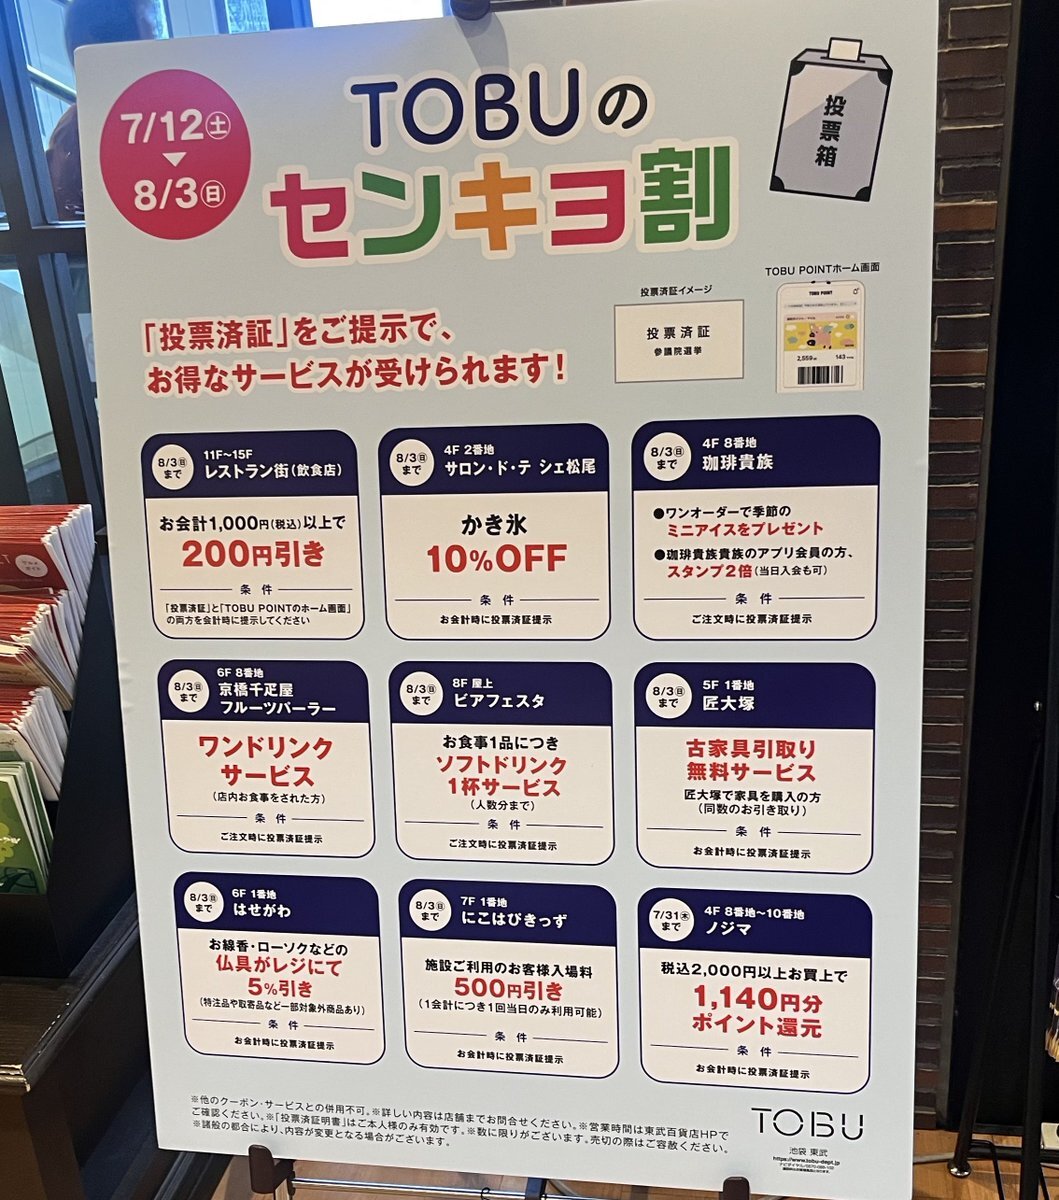 7/12㊏
8/3㊐
TOBUの
センキョ割
投票箱
「投票済証」をご提示で、
お得なサービスが受けられます!
投票済証イメージ
投票済証
参議院選挙
TOBU POINTホーム画面
TOBU POINT
2,559
143
8/3㊐まで
11F~15F
レストラン街(飲食店)
お会計1,000円(税込)以上で
200円引き
条件
「投票済証」と「TOBU POINTのホーム画面」
の両方を会計時に提示してください
8/3㊐まで
4F 2番地
サロン・ド・テ シェ松尾
かき氷
10%OFF
条件
お会計時に投票済証提示
8/3㊐まで
4F 8番地
珈琲貴族
●ワンオーダーで季節の
ミニアイスをプレゼント
●珈琲貴族貴族のアプリ会員の方、
スタンプ2倍(当日入会も可)
条件
ご注文時に投票済証提示
8/3㊐まで
6F 8番地
京橋千疋屋
フルーツパーラー
ワンドリンク
サービス
(店内お食事をされた方)
条件
ご注文時に投票済証提示
8/3㊐まで
8F 屋上
ビアフェスタ
お食事1品につき
ソフトドリンク
1杯サービス
(人数分まで)
条件
ご注文時に投票済証提示
8/3㊐まで
5F 1番地
匠大塚
古家具引取り
無料サービス
匠大塚で家具を購入の方
(同数のお引き取り)
条件
お会計時に投票済証提示
8/3㊐まで
6F 1番地
はせがわ
お線香・ローソクなどの
仏具がレジにて
5%引き
(特注品や取寄品など一部対象外商品あり)
条件
お会計時に投票済証提示
8/3㊐まで
7F 1番地
にこはぴきっず
施設ご利用のお客様入場料
500円引き
(1会計につき1回当日のみ利用可能)
条件
お会計時に投票済証提示
7/31㊍まで
4F 8番地~10番地
ノジマ
税込2,000円以上お買上で
1,140円分
ポイント還元
条件
お会計時に投票済証提示
※他のクーポン・サービスとの併用不可。※詳しい内容は店舗までお問合せください。※営業時間は東武百貨店HPで
ご確認ください。※「投票済証明書」はご本人様のみ有効です。※数に限りがございます。売切の際はご容赦ください。
※諸般の都合により、内容が変更となる場合がございます。
TOBU
池袋 東武
https://www.tobu-dept.jp